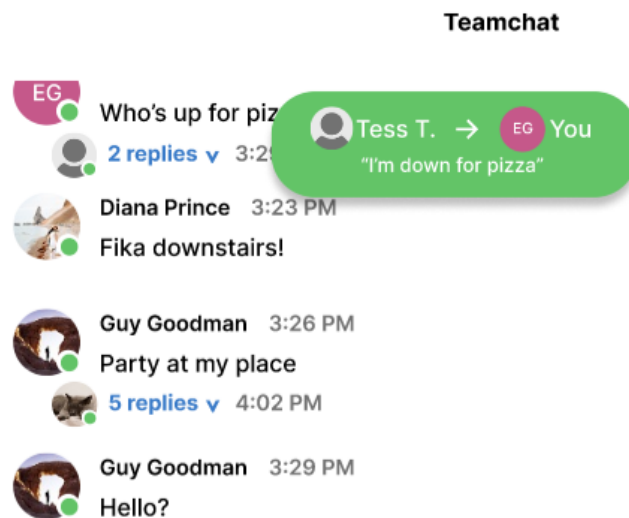 Teamchat
EG
Who's up for piz
Tess T. → EG You
"I'm down for pizza"
2 replies v 3:2
Diana Prince 3:23 PM
Fika downstairs!
Guy Goodman 3:26 PM
Party at my place
5 replies v 4:02 PM
Guy Goodman 3:29 PM
Hello?